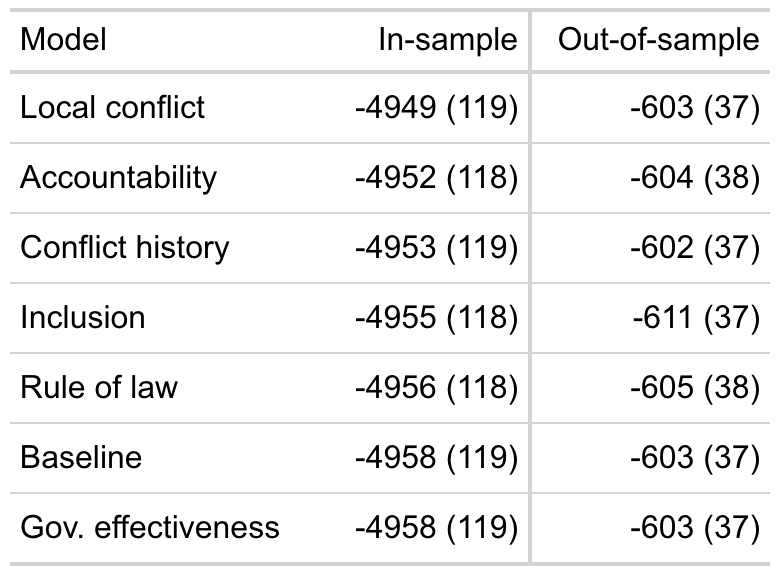 Model In-sample Out-of-sample
Local conflict -4949 (119) -603 (37)
Accountability -4952 (118) -604 (38)
Conflict history -4953 (119) -602 (37)
Inclusion -4955 (118) -611 (37)
Rule of law -4956 (118) -605 (38)
Baseline -4958 (119) -603 (37)
Gov. effectiveness -4958 (119) -603 (37)